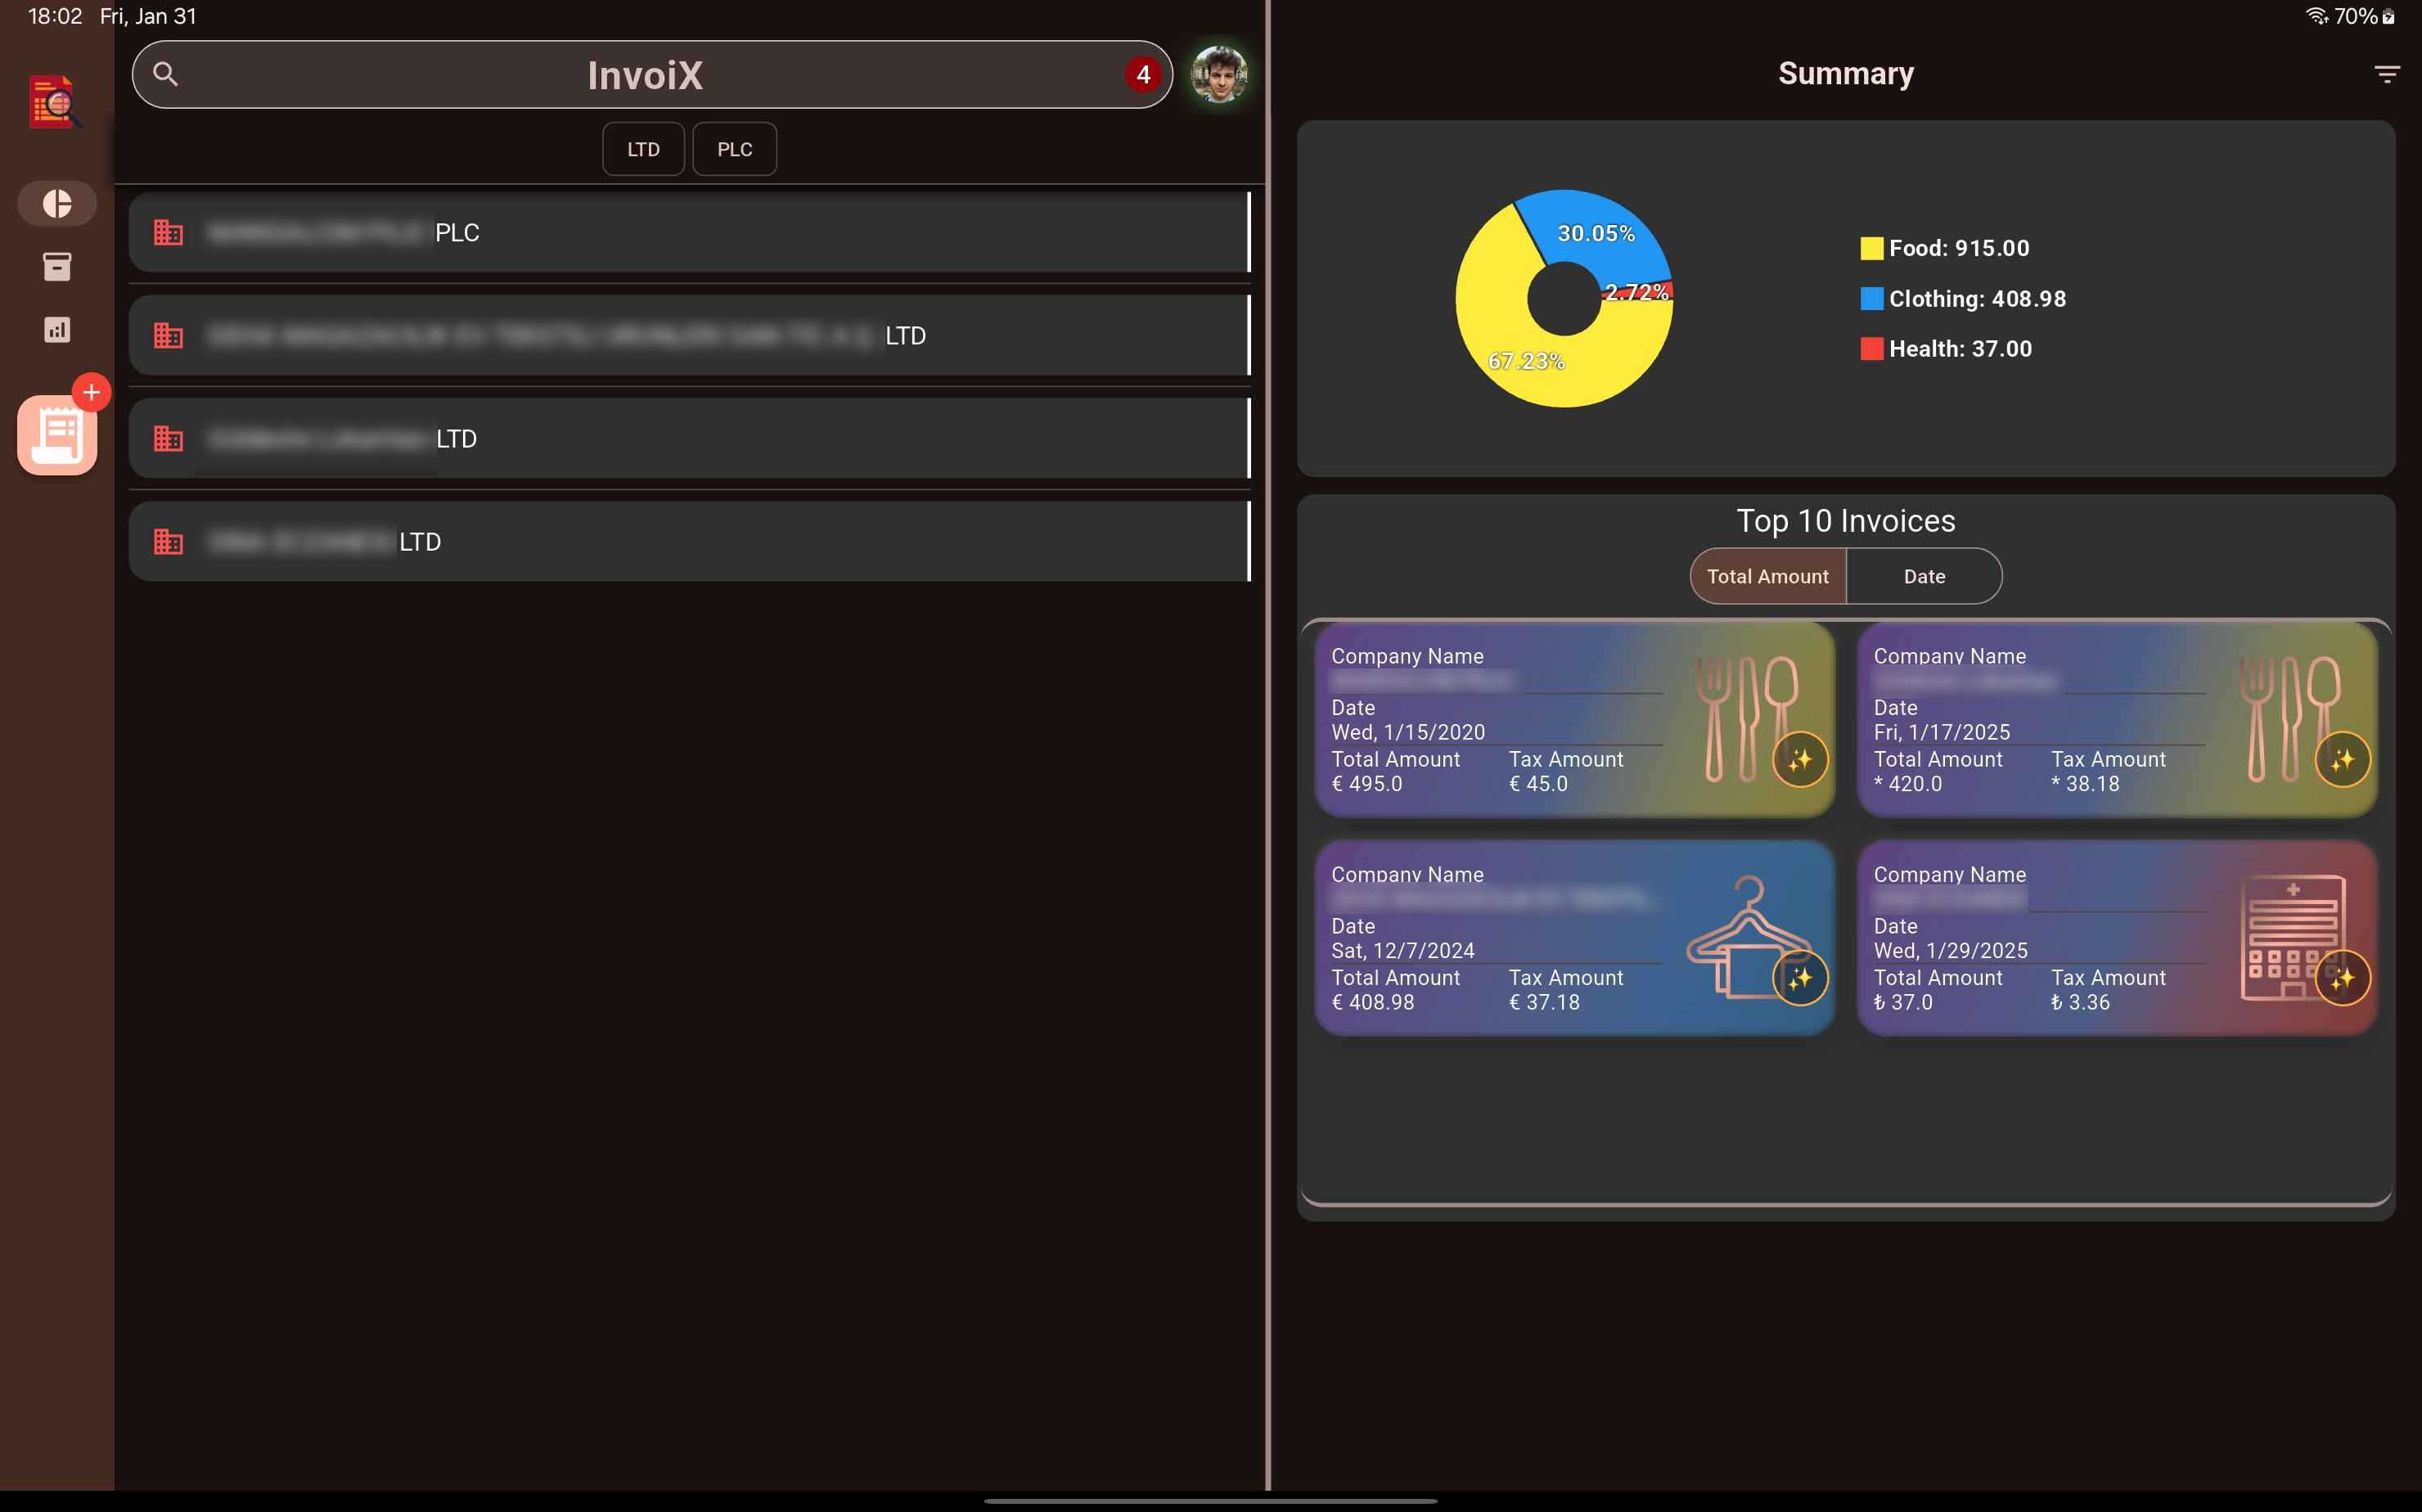 18:02 Fri, Jan 31
70%
InvoiX
4
LTD PLC
PLC
LTD
LTD
LTD
Summary
30.05%
2.72%
67.23%
Food: 915.00
Clothing: 408.98
Health: 37.00
Top 10 Invoices
Total Amount Date
Company Name
Date
Wed, 1/15/2020
Total Amount Tax Amount
€ 495.0 € 45.0
Company Name
Date
Fri, 1/17/2025
Total Amount Tax Amount
* 420.0 * 38.18
Company Name
Date
Sat, 12/7/2024
Total Amount Tax Amount
€ 408.98 € 37.18
Company Name
Date
Wed, 1/29/2025
Total Amount Tax Amount
₺ 37.0 ₺ 3.36